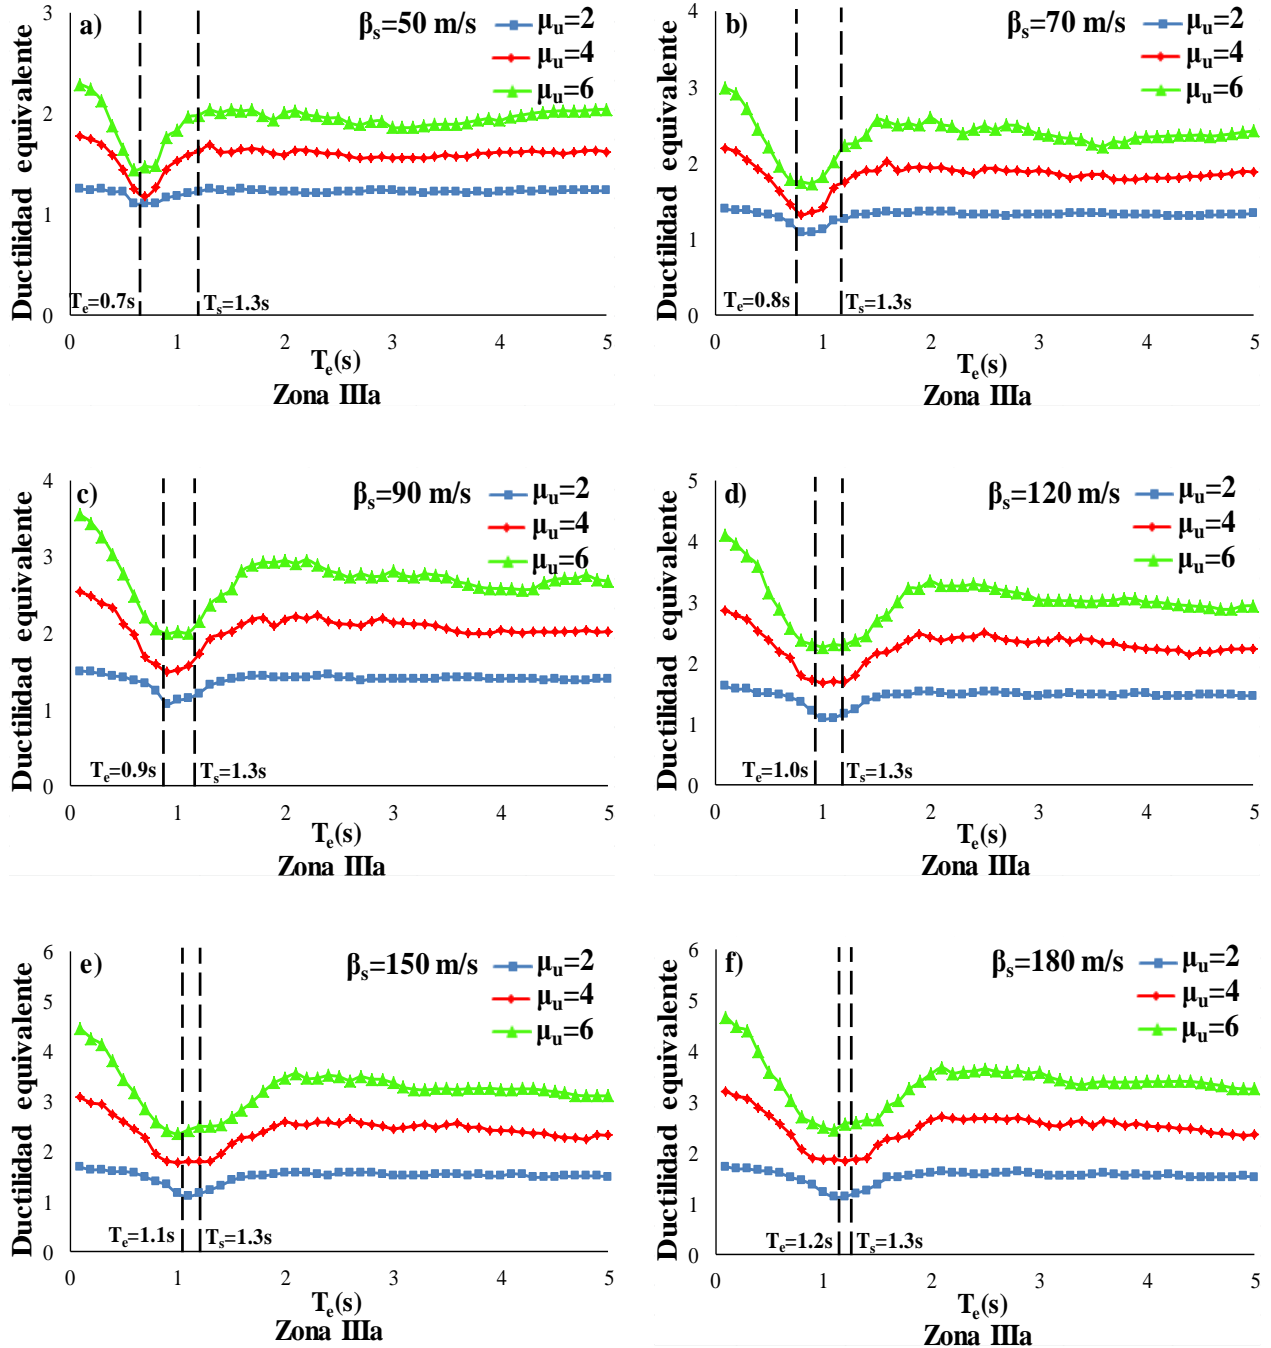 a)
βₛ=50 m/s
μᵤ=2
μᵤ=4
μᵤ=6
Ductilidad equivalente
3
2
1
0
Tₑ=0.7s
Tₛ=1.3s
0 1 2 3 4 5
Tₑ(s)
Zona IIIa
b)
βₛ=70 m/s
μᵤ=2
μᵤ=4
μᵤ=6
Ductilidad equivalente
4
3
2
1
0
Tₑ=0.8s
Tₛ=1.3s
0 1 2 3 4 5
Tₑ(s)
Zona IIIa
c)
βₛ=90 m/s
μᵤ=2
μᵤ=4
μᵤ=6
Ductilidad equivalente
4
3
2
1
0
Tₑ=0.9s
Tₛ=1.3s
0 1 2 3 4 5
Tₑ(s)
Zona IIIa
d)
βₛ=120 m/s
μᵤ=2
μᵤ=4
μᵤ=6
Ductilidad equivalente
5
4
3
2
1
0
Tₑ=1.0s
Tₛ=1.3s
0 1 2 3 4 5
Tₑ(s)
Zona IIIa
e)
βₛ=150 m/s
μᵤ=2
μᵤ=4
μᵤ=6
Ductilidad equivalente
6
5
4
3
2
1
0
Tₑ=1.1s
Tₛ=1.3s
0 1 2 3 4 5
Tₑ(s)
Zona IIIa
f)
βₛ=180 m/s
μᵤ=2
μᵤ=4
μᵤ=6
Ductilidad equivalente
6
5
4
3
2
1
0
Tₑ=1.2s
Tₛ=1.3s
0 1 2 3 4 5
Tₑ(s)
Zona IIIa